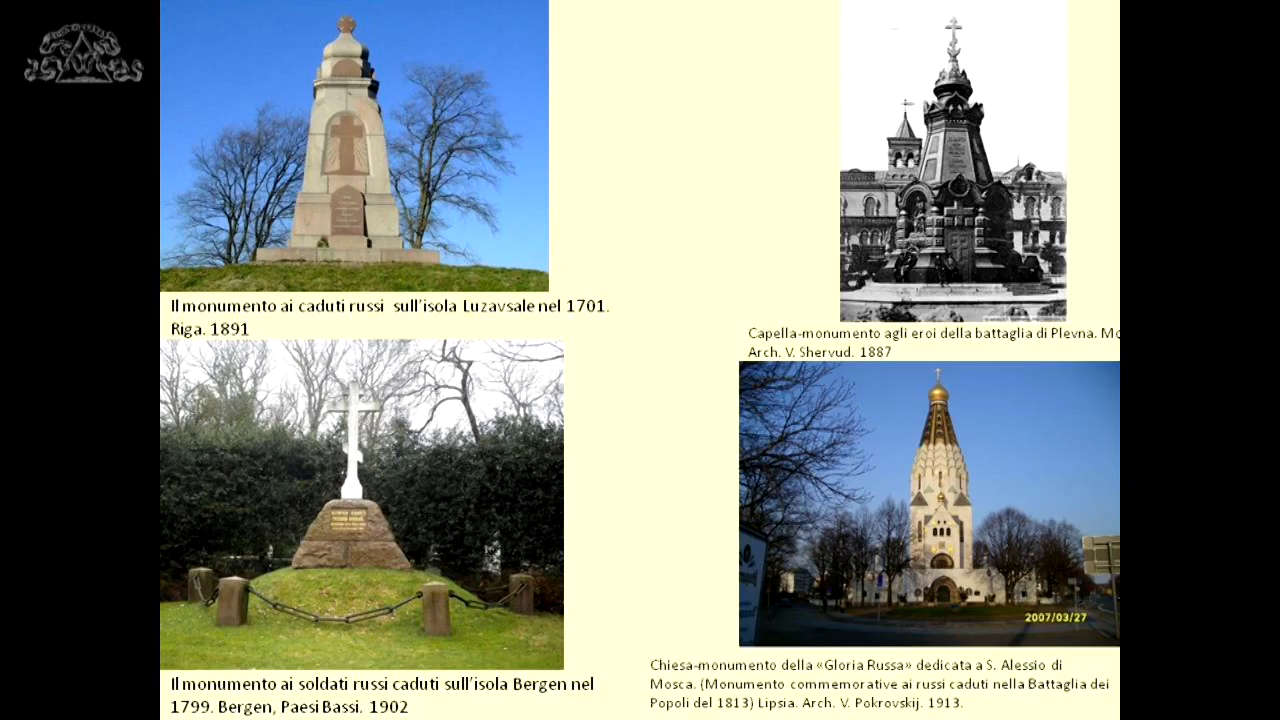 Il monumento ai caduti russi sull'isola Luzavsale nel 1701.
Riga. 1891
Capella-monumento agli eroi della battaglia di Plevna.
Arch. V. Shervud. 1887
2007/03/27
Il monumento ai soldati russi caduti sull'isola Bergen nel
1799. Bergen, Paesi Bassi. 1902
Chiesa-monumento della «Gloria Russa» dedicata a S. Alessio di
Mosca. (Monumento commemorative ai russi caduti nella Battaglia dei
Popoli del 1813) Lipsia. Arch. V. Pokrovskij. 1913.